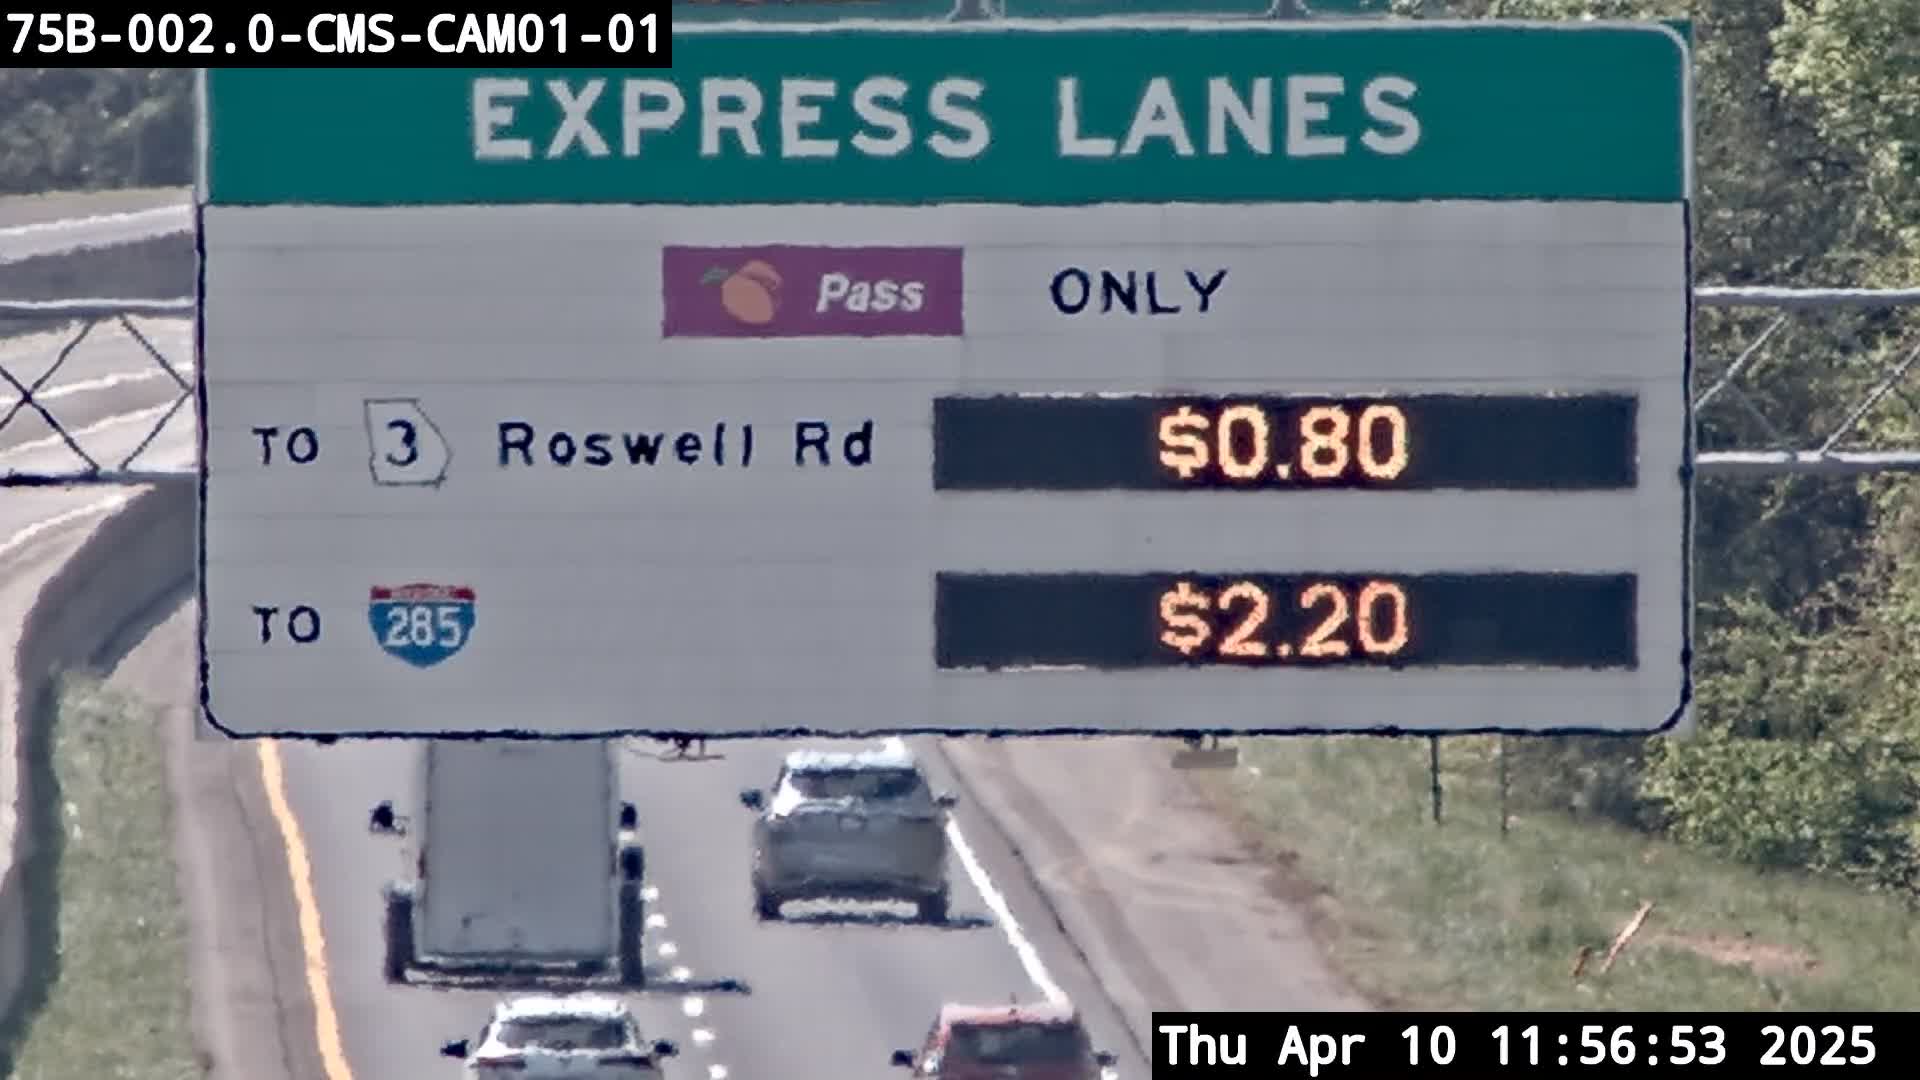 75B-002.0-CMS-CAM01-01
EXPRESS LANES
Pass ONLY
TO 3 Roswell Rd $0.80
TO 285 $2.20
Thu Apr 10 11:56:53 2025